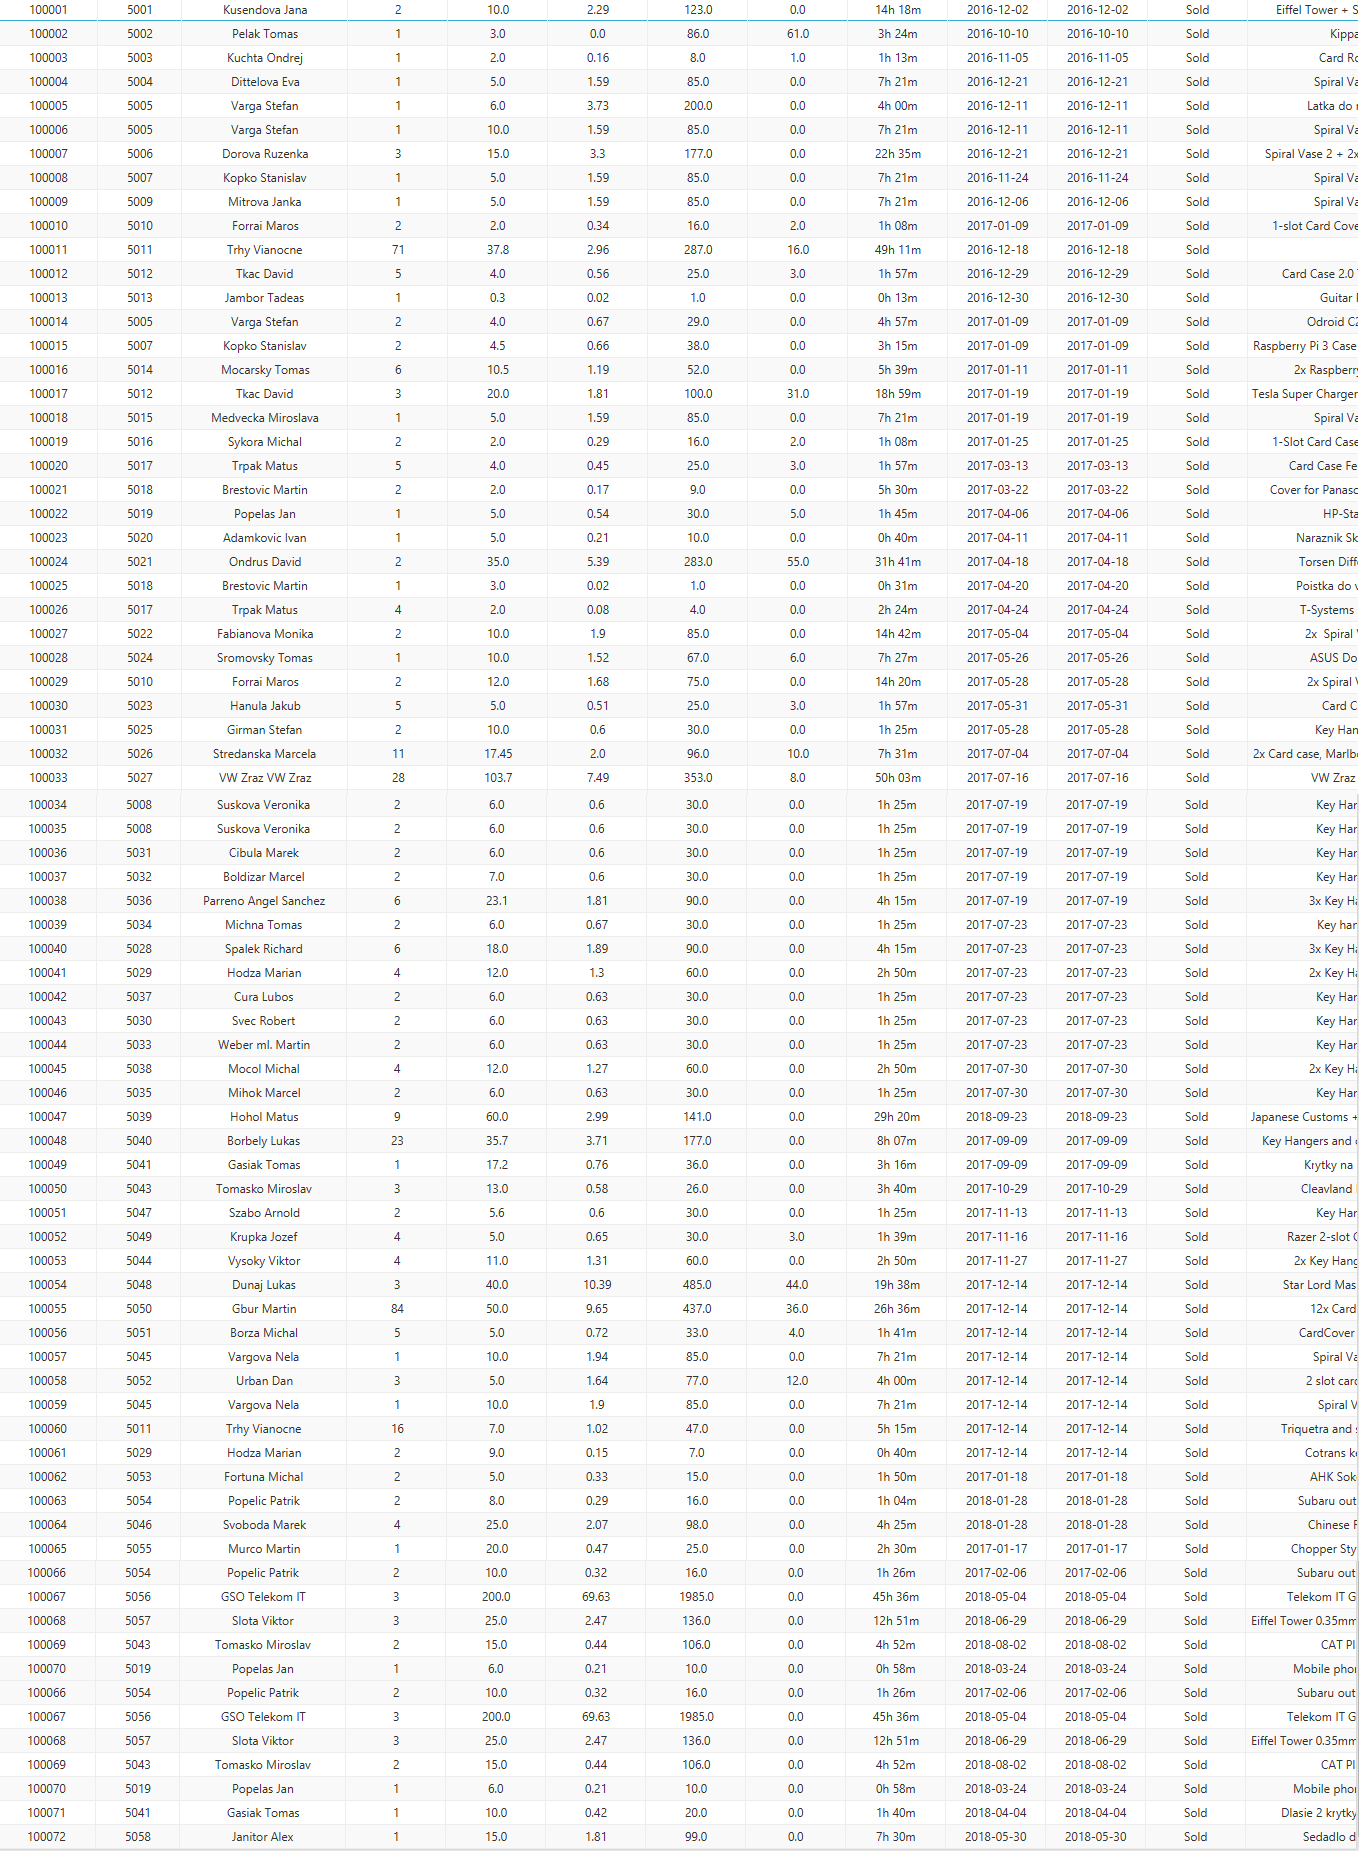 100001 5001 Kusendova Jana 2 10.0 2.29 123.0 0.0 14h 18m 2016-12-02 2016-12-02 Sold Eiffel Tower + S
100002 5002 Pelak Tomas 1 3.0 0.0 86.0 61.0 3h 24m 2016-10-10 2016-10-10 Sold Kippa
100003 5003 Kuchta Ondrej 1 2.0 0.16 8.0 1.0 1h 13m 2016-11-05 2016-11-05 Sold Card Ro
100004 5004 Dittelova Eva 1 5.0 1.59 85.0 0.0 7h 21m 2016-12-21 2016-12-21 Sold Spiral Va
100005 5005 Varga Stefan 1 6.0 3.73 200.0 0.0 4h 00m 2016-12-11 2016-12-11 Sold Latka do r
100006 5005 Varga Stefan 1 10.0 1.59 85.0 0.0 7h 21m 2016-12-11 2016-12-11 Sold Spiral Va
100007 5006 Dorova Ruzenka 3 15.0 3.3 177.0 0.0 22h 35m 2016-12-21 2016-12-21 Sold Spiral Vase 2 + 2x
100008 5007 Kopko Stanislav 1 5.0 1.59 85.0 0.0 7h 21m 2016-11-24 2016-11-24 Sold Spiral Va
100009 5009 Mitrova Janka 1 5.0 1.59 85.0 0.0 7h 21m 2016-12-06 2016-12-06 Sold Spiral Va
100010 5010 Forrai Maros 2 2.0 0.34 16.0 2.0 1h 08m 2017-01-09 2017-01-09 Sold 1-slot Card Cove
100011 5011 Trhy Vianocne 71 37.8 2.96 287.0 16.0 49h 11m 2016-12-18 2016-12-18 Sold
100012 5012 Tkac David 5 4.0 0.56 25.0 3.0 1h 57m 2016-12-29 2016-12-29 Sold Card Case 2.0
100013 5013 Jambor Tadeas 1 0.3 0.02 1.0 0.0 0h 13m 2016-12-30 2016-12-30 Sold Guitar
100014 5005 Varga Stefan 2 4.0 0.67 29.0 0.0 4h 57m 2017-01-09 2017-01-09 Sold Odroid C2
100015 5007 Kopko Stanislav 2 4.5 0.66 38.0 0.0 3h 15m 2017-01-09 2017-01-09 Sold Raspberry Pi 3 Case
100016 5014 Mocarsky Tomas 6 10.5 1.19 52.0 0.0 5h 39m 2017-01-11 2017-01-11 Sold 2x Raspberry
100017 5012 Tkac David 3 20.0 1.81 100.0 31.0 18h 59m 2017-01-19 2017-01-19 Sold Tesla Super Charger
100018 5015 Medvecka Miroslava 1 5.0 1.59 85.0 0.0 7h 21m 2017-01-19 2017-01-19 Sold Spiral Va
100019 5016 Sykora Michal 2 2.0 0.29 16.0 2.0 1h 08m 2017-01-25 2017-01-25 Sold 1-Slot Card Case
100020 5017 Trpak Matus 5 4.0 0.45 25.0 3.0 1h 57m 2017-03-13 2017-03-13 Sold Card Case Fe
100021 5018 Brestovic Martin 2 2.0 0.17 9.0 0.0 5h 30m 2017-03-22 2017-03-22 Sold Cover for Panasc
100022 5019 Popelas Jan 1 5.0 0.54 30.0 5.0 1h 45m 2017-04-06 2017-04-06 Sold HP-Sta
100023 5020 Adamkovic Ivan 1 5.0 0.21 10.0 0.0 0h 40m 2017-04-11 2017-04-11 Sold Naraznik Sk
100024 5021 Ondrus David 2 35.0 5.39 283.0 55.0 31h 41m 2017-04-18 2017-04-18 Sold Torsen Diff
100025 5018 Brestovic Martin 1 3.0 0.02 1.0 0.0 0h 31m 2017-04-20 2017-04-20 Sold Poistka do v
100026 5017 Trpak Matus 4 2.0 0.08 4.0 0.0 2h 24m 2017-04-24 2017-04-24 Sold T-Systems
100027 5022 Fabianova Monika 2 10.0 1.9 85.0 0.0 14h 42m 2017-05-04 2017-05-04 Sold 2x Spiral
100028 5024 Sromovsky Tomas 1 10.0 1.52 67.0 6.0 7h 27m 2017-05-26 2017-05-26 Sold ASUS Do
100029 5010 Forrai Maros 2 12.0 1.68 75.0 0.0 14h 20m 2017-05-28 2017-05-28 Sold 2x Spiral V
100030 5023 Hanula Jakub 5 5.0 0.51 25.0 3.0 1h 57m 2017-05-31 2017-05-31 Sold Card C
100031 5025 Girman Stefan 2 10.0 0.6 30.0 0.0 1h 25m 2017-05-28 2017-05-28 Sold Key Han
100032 5026 Stredanska Marcela 11 17.45 2.0 96.0 10.0 7h 31m 2017-07-04 2017-07-04 Sold 2x Card case, Marlb
100033 5027 VW Zraz VW Zraz 28 103.7 7.49 353.0 8.0 50h 03m 2017-07-16 2017-07-16 Sold VW Zraz
100034 5008 Suskova Veronika 2 6.0 0.6 30.0 0.0 1h 25m 2017-07-19 2017-07-19 Sold Key Har
100035 5008 Suskova Veronika 2 6.0 0.6 30.0 0.0 1h 25m 2017-07-19 2017-07-19 Sold Key Har
100036 5031 Cibula Marek 2 6.0 0.6 30.0 0.0 1h 25m 2017-07-19 2017-07-19 Sold Key Har
100037 5032 Boldizar Marcel 2 7.0 0.6 30.0 0.0 1h 25m 2017-07-19 2017-07-19 Sold Key Har
100038 5036 Parreno Angel Sanchez 6 23.1 1.81 90.0 0.0 4h 15m 2017-07-19 2017-07-19 Sold 3x Key Ha
100039 5034 Michna Tomas 2 6.0 0.67 30.0 0.0 1h 25m 2017-07-23 2017-07-23 Sold Key har
100040 5028 Spalek Richard 6 18.0 1.89 90.0 0.0 4h 15m 2017-07-23 2017-07-23 Sold 3x Key Ha
100041 5029 Hodza Marian 4 12.0 1.3 60.0 0.0 2h 50m 2017-07-23 2017-07-23 Sold 2x Key Ha
100042 5037 Cura Lubos 2 6.0 0.63 30.0 0.0 1h 25m 2017-07-23 2017-07-23 Sold Key Har
100043 5030 Svec Robert 2 6.0 0.63 30.0 0.0 1h 25m 2017-07-23 2017-07-23 Sold Key Har
100044 5033 Weber ml. Martin 2 6.0 0.63 30.0 0.0 1h 25m 2017-07-23 2017-07-23 Sold Key Har
100045 5038 Mocol Michal 4 12.0 1.27 60.0 0.0 2h 50m 2017-07-30 2017-07-30 Sold 2x Key Ha
100046 5035 Mihok Marcel 2 6.0 0.63 30.0 0.0 1h 25m 2017-07-30 2017-07-30 Sold Key Har
100047 5039 Hohol Matus 9 60.0 2.99 141.0 0.0 29h 20m 2018-09-23 2018-09-23 Sold Japanese Customs +
100048 5040 Borbely Lukas 23 35.7 3.71 177.0 0.0 8h 07m 2017-09-09 2017-09-09 Sold Key Hangers and
100049 5041 Gasiak Tomas 1 17.2 0.76 36.0 0.0 3h 16m 2017-09-09 2017-09-09 Sold Krytky na
100050 5043 Tomasko Miroslav 3 13.0 0.58 26.0 0.0 3h 40m 2017-10-29 2017-10-29 Sold Cleavland
100051 5047 Szabo Arnold 2 5.6 0.6 30.0 0.0 1h 25m 2017-11-13 2017-11-13 Sold Key Har
100052 5049 Krupka Jozef 4 5.0 0.65 30.0 3.0 1h 39m 2017-11-16 2017-11-16 Sold Razer 2-slot C
100053 5044 Vysoky Viktor 4 11.0 1.31 60.0 0.0 2h 50m 2017-11-27 2017-11-27 Sold 2x Key Hang
100054 5048 Dunaj Lukas 3 40.0 10.39 485.0 44.0 19h 38m 2017-12-14 2017-12-14 Sold Star Lord Mas
100055 5050 Gbur Martin 84 50.0 9.65 437.0 36.0 26h 36m 2017-12-14 2017-12-14 Sold 12x Card
100056 5051 Borza Michal 5 5.0 0.72 33.0 4.0 1h 41m 2017-12-14 2017-12-14 Sold CardCover
100057 5045 Vargova Nela 1 10.0 1.94 85.0 0.0 7h 21m 2017-12-14 2017-12-14 Sold Spiral Va
100058 5052 Urban Dan 3 5.0 1.64 77.0 12.0 4h 00m 2017-12-14 2017-12-14 Sold 2 slot card
100059 5045 Vargova Nela 1 10.0 1.9 85.0 0.0 7h 21m 2017-12-14 2017-12-14 Sold Spiral V
100060 5011 Trhy Vianocne 16 7.0 1.02 47.0 0.0 5h 15m 2017-12-14 2017-12-14 Sold Triquetra and s
100061 5029 Hodza Marian 2 9.0 0.15 7.0 0.0 0h 40m 2017-12-14 2017-12-14 Sold Cotrans k
100062 5053 Fortuna Michal 2 5.0 0.33 15.0 0.0 1h 50m 2017-01-18 2017-01-18 Sold AHK Sok
100063 5054 Popelic Patrik 2 8.0 0.29 16.0 0.0 1h 04m 2018-01-28 2018-01-28 Sold Subaru out
100064 5046 Svoboda Marek 4 25.0 2.07 98.0 0.0 4h 25m 2018-01-28 2018-01-28 Sold Chinese F
100065 5055 Murco Martin 1 20.0 0.47 25.0 0.0 2h 30m 2017-01-17 2017-01-17 Sold Chopper Sty
100066 5054 Popelic Patrik 2 10.0 0.32 16.0 0.0 1h 26m 2017-02-06 2017-02-06 Sold Subaru out
100067 5056 GSO Telekom IT 3 200.0 69.63 1985.0 0.0 45h 36m 2018-05-04 2018-05-04 Sold Telekom IT G
100068 5057 Slota Viktor 3 25.0 2.47 136.0 0.0 12h 51m 2018-06-29 2018-06-29 Sold Eiffel Tower 0.35mm
100069 5043 Tomasko Miroslav 2 15.0 0.44 106.0 0.0 4h 52m 2018-08-02 2018-08-02 Sold CAT Pl
100070 5019 Popelas Jan 1 6.0 0.21 10.0 0.0 0h 58m 2018-03-24 2018-03-24 Sold Mobile phor
100066 5054 Popelic Patrik 2 10.0 0.32 16.0 0.0 1h 26m 2017-02-06 2017-02-06 Sold Subaru out
100067 5056 GSO Telekom IT 3 200.0 69.63 1985.0 0.0 45h 36m 2018-05-04 2018-05-04 Sold Telekom IT G
100068 5057 Slota Viktor 3 25.0 2.47 136.0 0.0 12h 51m 2018-06-29 2018-06-29 Sold Eiffel Tower 0.35mm
100069 5043 Tomasko Miroslav 2 15.0 0.44 106.0 0.0 4h 52m 2018-08-02 2018-08-02 Sold CAT Pl
100070 5019 Popelas Jan 1 6.0 0.21 10.0 0.0 0h 58m 2018-03-24 2018-03-24 Sold Mobile phor
100071 5041 Gasiak Tomas 1 10.0 0.42 20.0 0.0 1h 40m 2018-04-04 2018-04-04 Sold Dlasie 2 krytky
100072 5058 Janitor Alex 1 15.0 1.81 99.0 0.0 7h 30m 2018-05-30 2018-05-30 Sold Sedadlo d